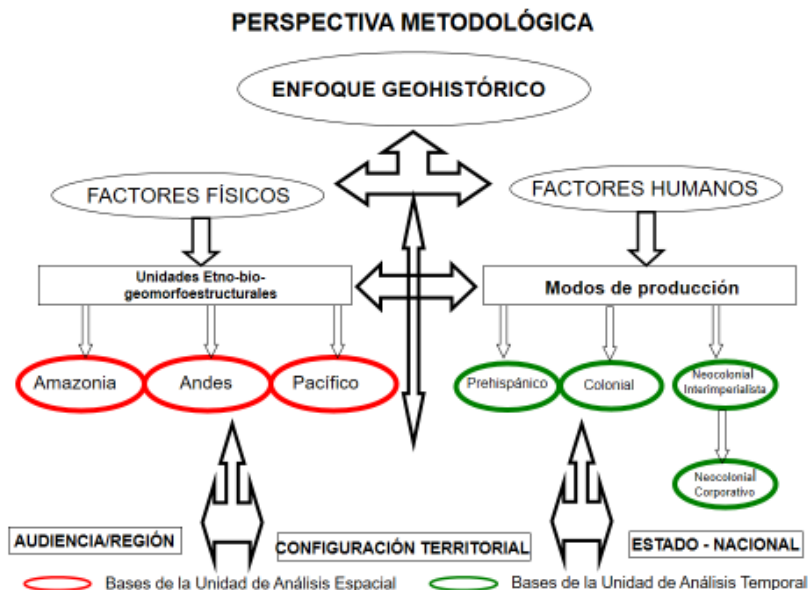 PERSPECTIVA METODOLÓGICA
ENFOQUE GEOHISTÓRICO
FACTORES FÍSICOS
FACTORES HUMANOS
Unidades Etno-bio-
geomorfoestructurales
Modos de producción
Amazonia
Andes
Pacífico
Prehispánico
Colonial
Neocolonial
Interimperialista
Neocolonial
Corporativo
AUDIENCIA/REGIÓN
CONFIGURACIÓN TERRITORIAL
ESTADO - NACIONAL
Bases de la Unidad de Análisis Espacial
Bases de la Unidad de Análisis Temporal